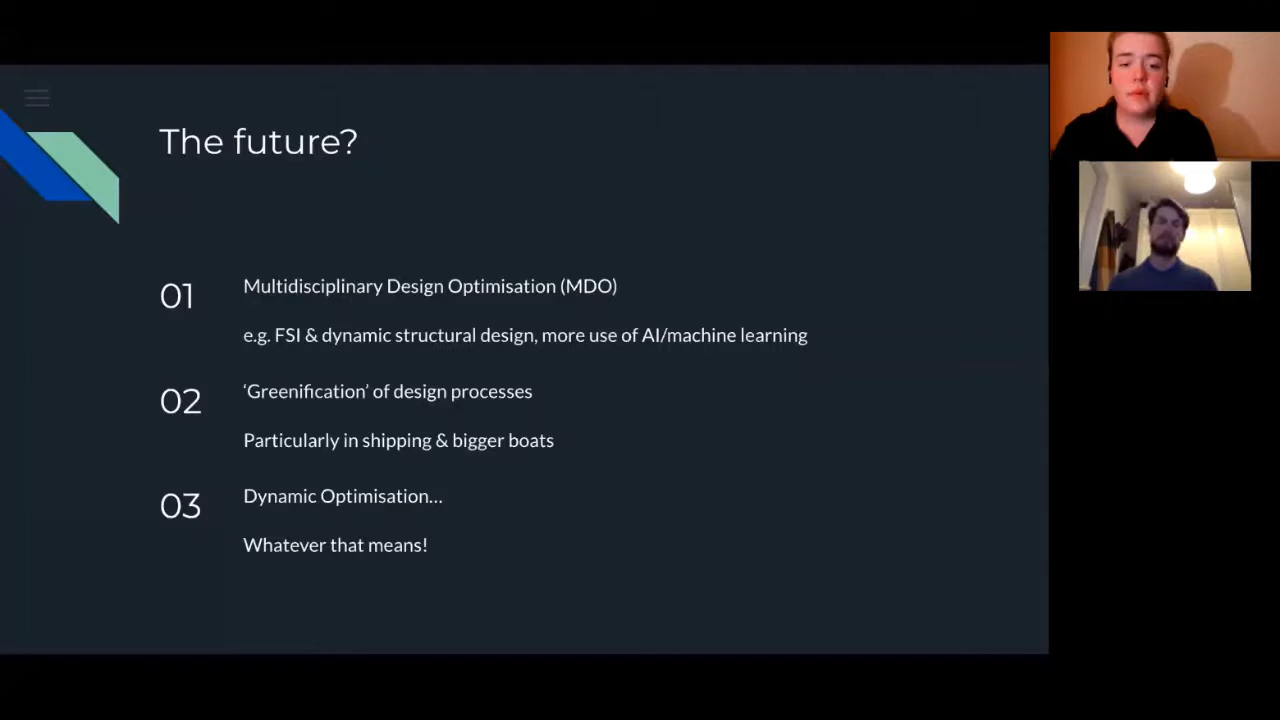 The future?
01
Multidisciplinary Design Optimisation (MDO)
e.g. FSI & dynamic structural design, more use of AI/machine learning
02
‘Greenification’ of design processes
Particularly in shipping & bigger boats
03
Dynamic Optimisation...
Whatever that means!